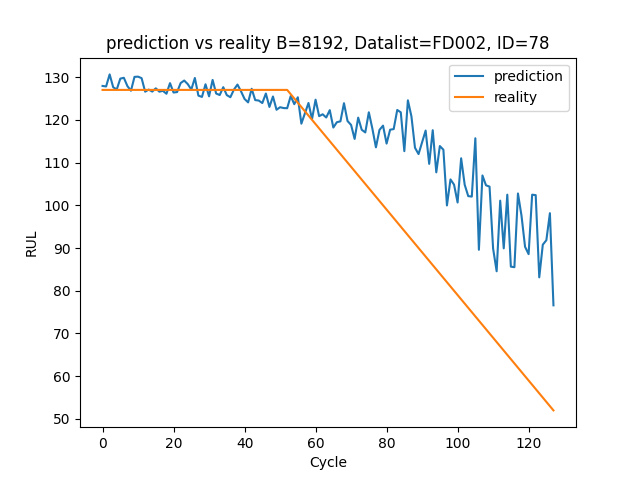 prediction vs reality B=8192, Datalist=FD002, ID=78
prediction
reality
130
120
110
100
90
80
70
60
50
RUL
0 20 40 60 80 100 120
Cycle